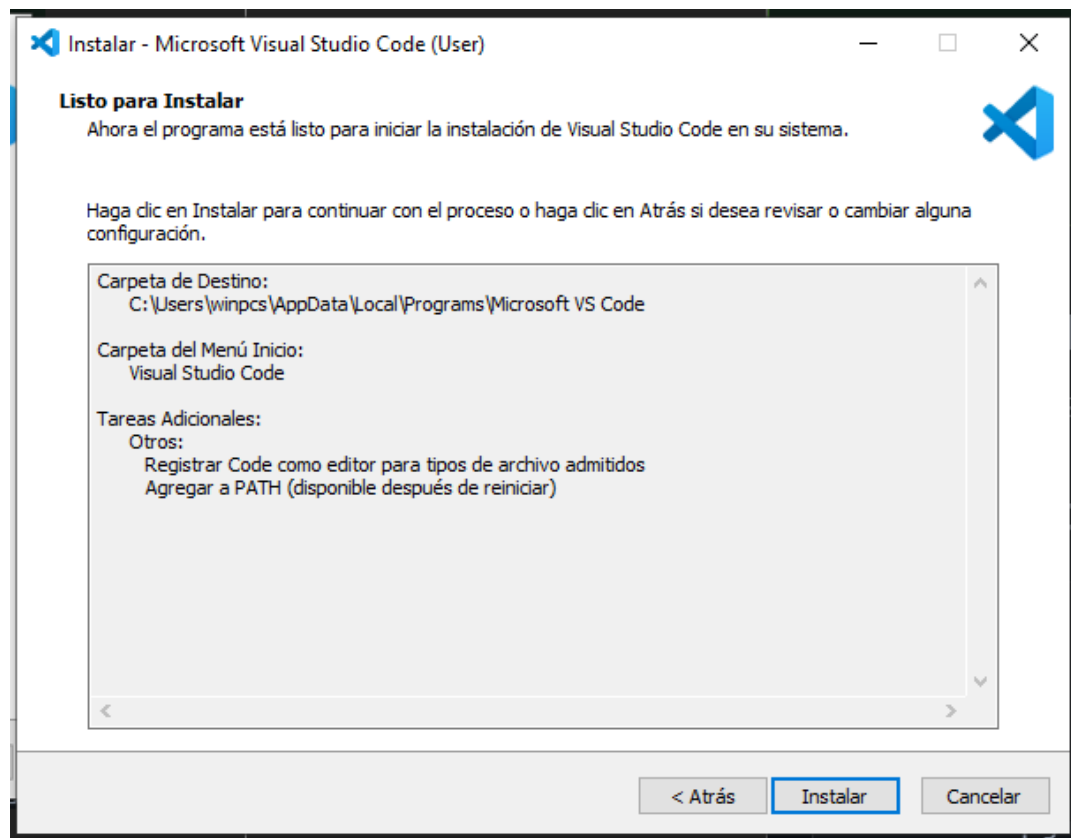 Instalar - Microsoft Visual Studio Code (User)
Listo para Instalar
Ahora el programa está listo para iniciar la instalación de Visual Studio Code en su sistema.
Haga clic en Instalar para continuar con el proceso o haga clic en Atrás si desea revisar o cambiar alguna
configuración.
Carpeta de Destino:
C:\Users\winpcs\AppData\Local\Programs\Microsoft VS Code
Carpeta del Menú Inicio:
Visual Studio Code
Tareas Adicionales:
Otros:
Registrar Code como editor para tipos de archivo admitidos
Agregar a PATH (disponible después de reiniciar)
< Atrás
Instalar
Cancelar